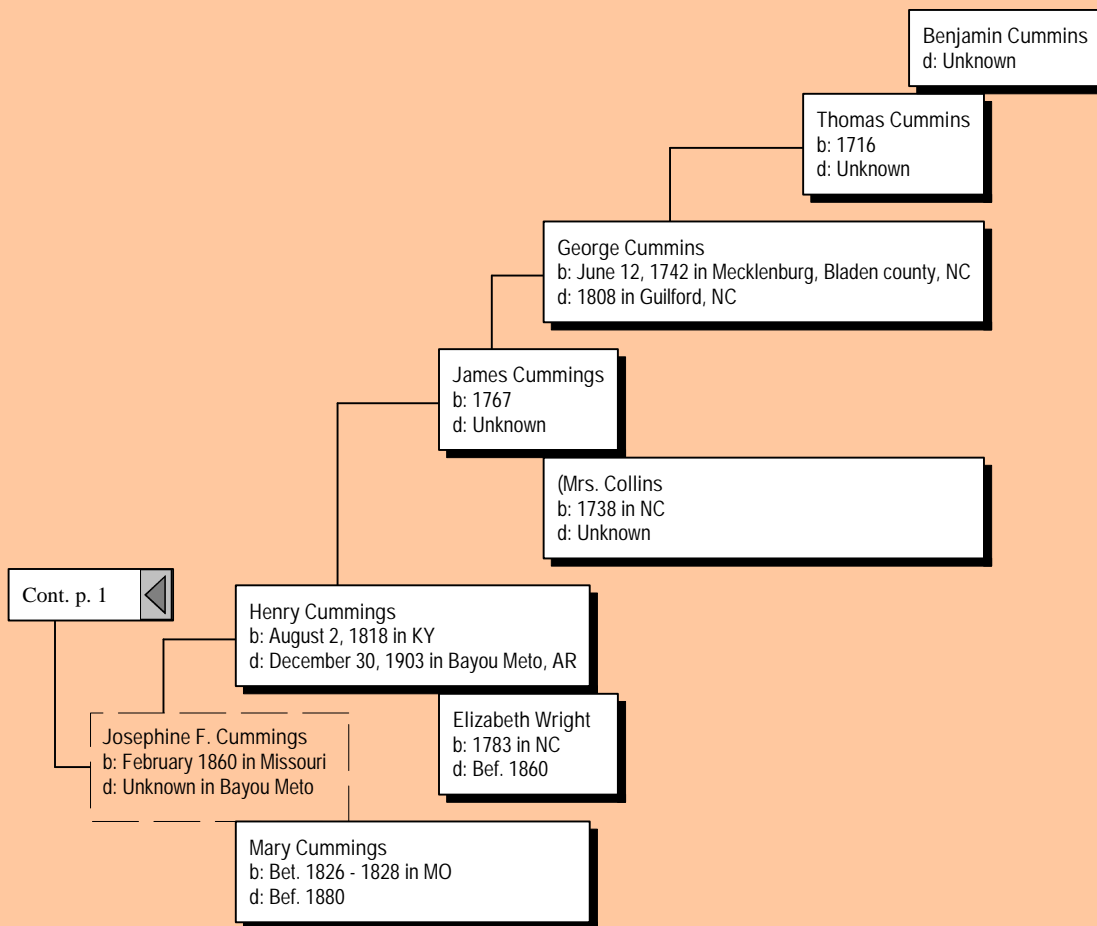 Benjamin Cummins
d: Unknown
Thomas Cummins
b: 1716
d: Unknown
George Cummins
b: June 12, 1742 in Mecklenburg, Bladen county, NC
d: 1808 in Guilford, NC
James Cummings
b: 1767
d: Unknown
(Mrs. Collins
b: 1738 in NC
d: Unknown
Cont. p. 1
Henry Cummings
b: August 2, 1818 in KY
d: December 30, 1903 in Bayou Meto, AR
Elizabeth Wright
b: 1783 in NC
d: Bef. 1860
Josephine F. Cummings
b: February 1860 in Missouri
d: Unknown in Bayou Meto
Mary Cummings
b: Bet. 1826 - 1828 in MO
d: Bef. 1880